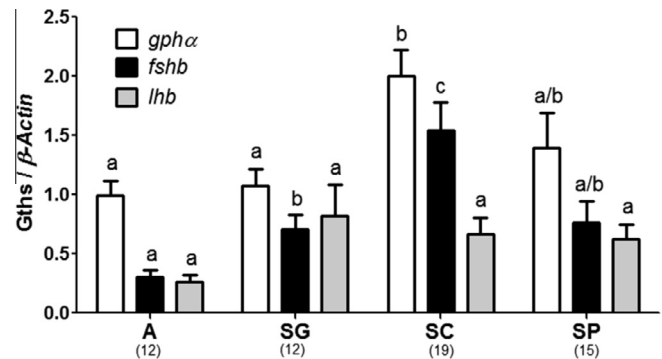 Gths / β-Actin
2.5
2.0
1.5
1.0
0.5
0.0
gphα
fshb
lhb
a
a
a
a
b
a
b
c
a
a/b
a/b
a
A
SG
SC
SP
(12)
(12)
(19)
(15)